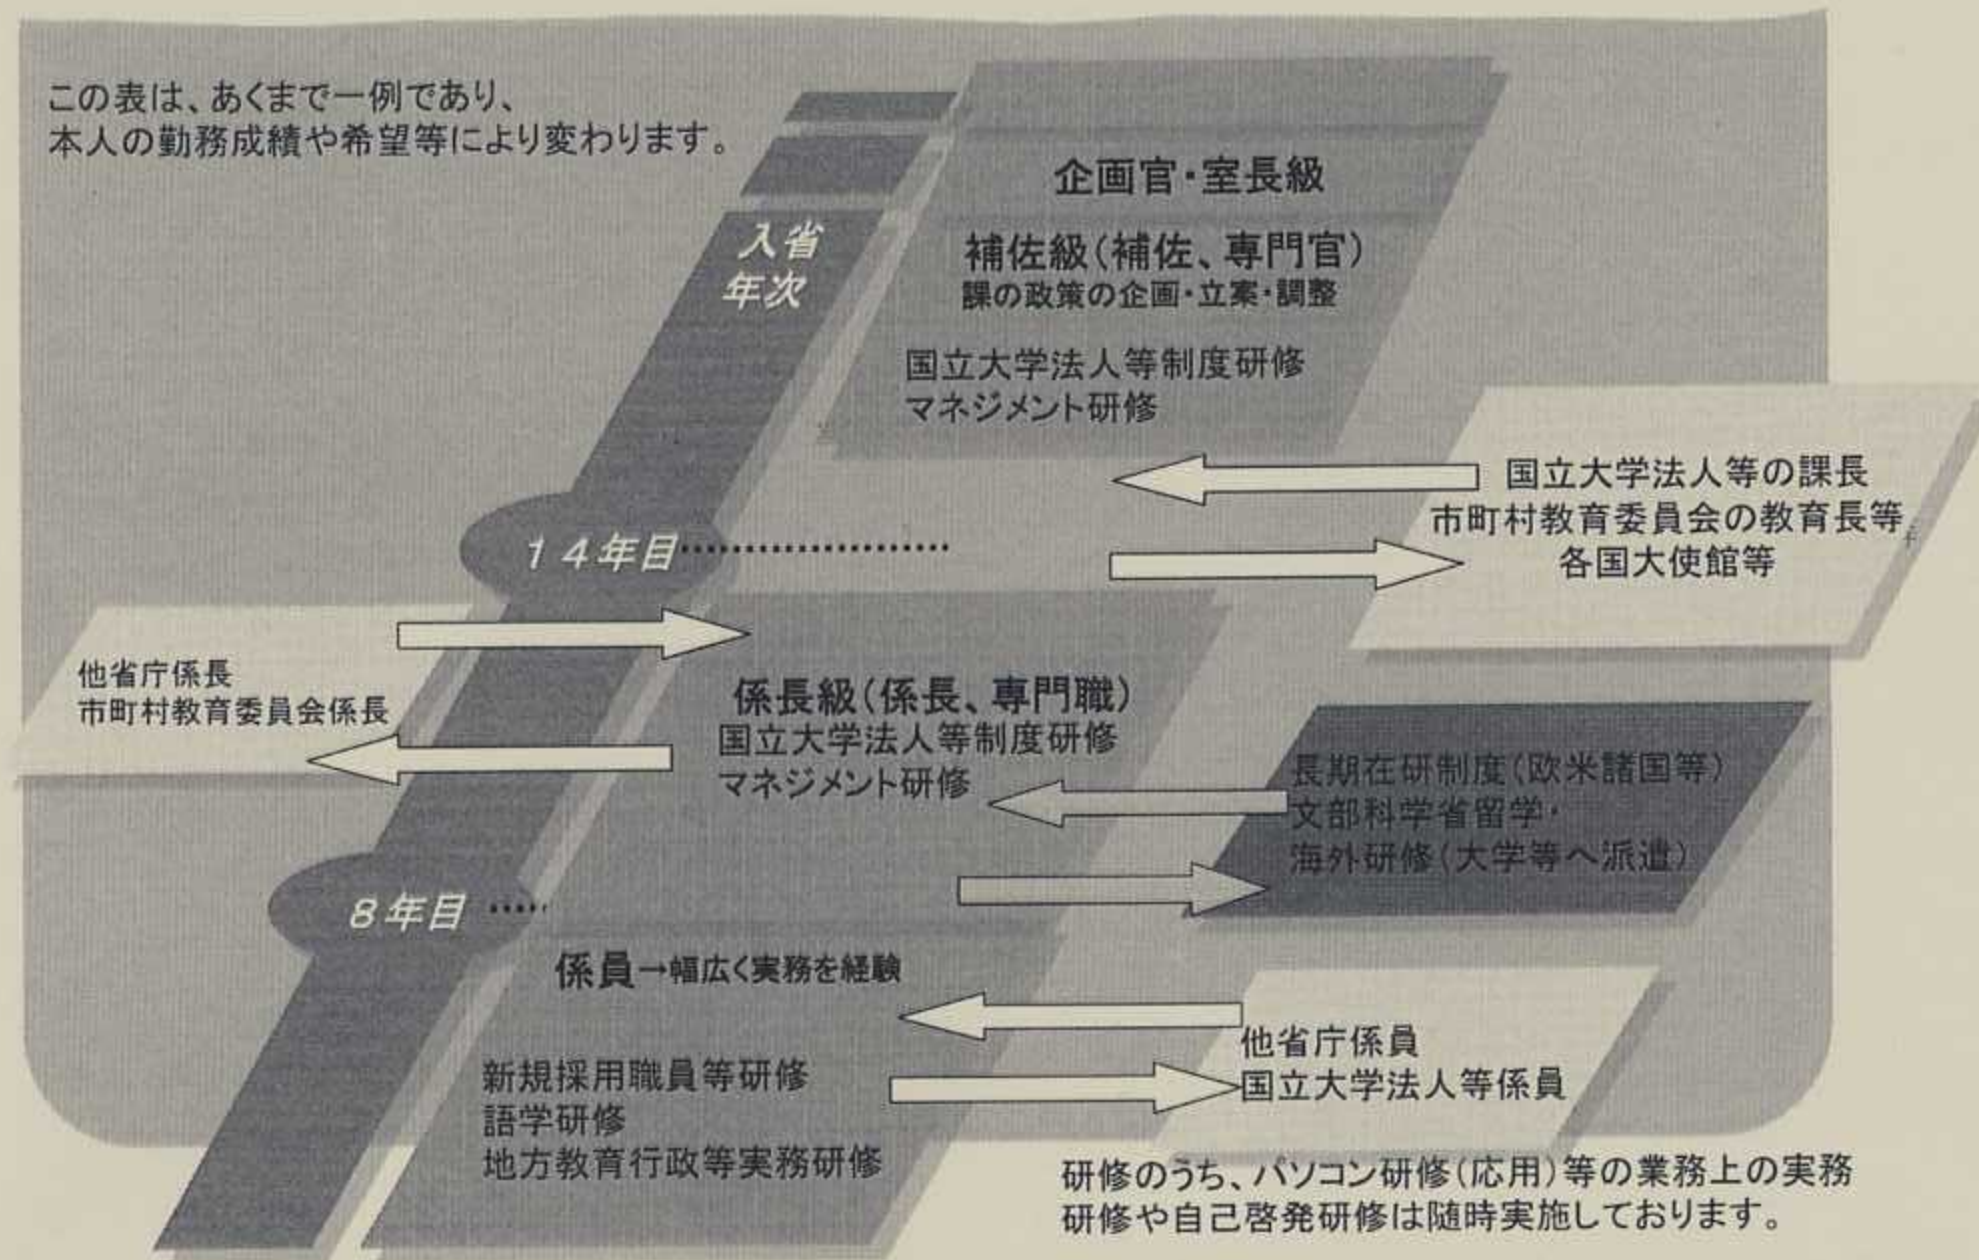 この表は、あくまで一例であり、
本人の勤務成績や希望等により変わります。
企画官・室長級
入省
年次
補佐級(補佐、専門官)
課の政策の企画・立案・調整
国立大学法人等制度研修
マネジメント研修
国立大学法人等の課長
市町村教育委員会の教育長等
各国大使館等
14年目
他省庁係長
市町村教育委員会係長
係長級(係長、専門職)
国立大学法人等制度研修
マネジメント研修
長期在研制度(欧米諸国等)
文部科学省留学・
海外研修(大学等へ派遣)
8年目
係員→幅広く実務を経験
新規採用職員等研修
語学研修
地方教育行政等実務研修
他省庁係員
国立大学法人等係員
研修のうち、パソコン研修(応用)等の業務上の実務
研修や自己啓発研修は随時実施しております。